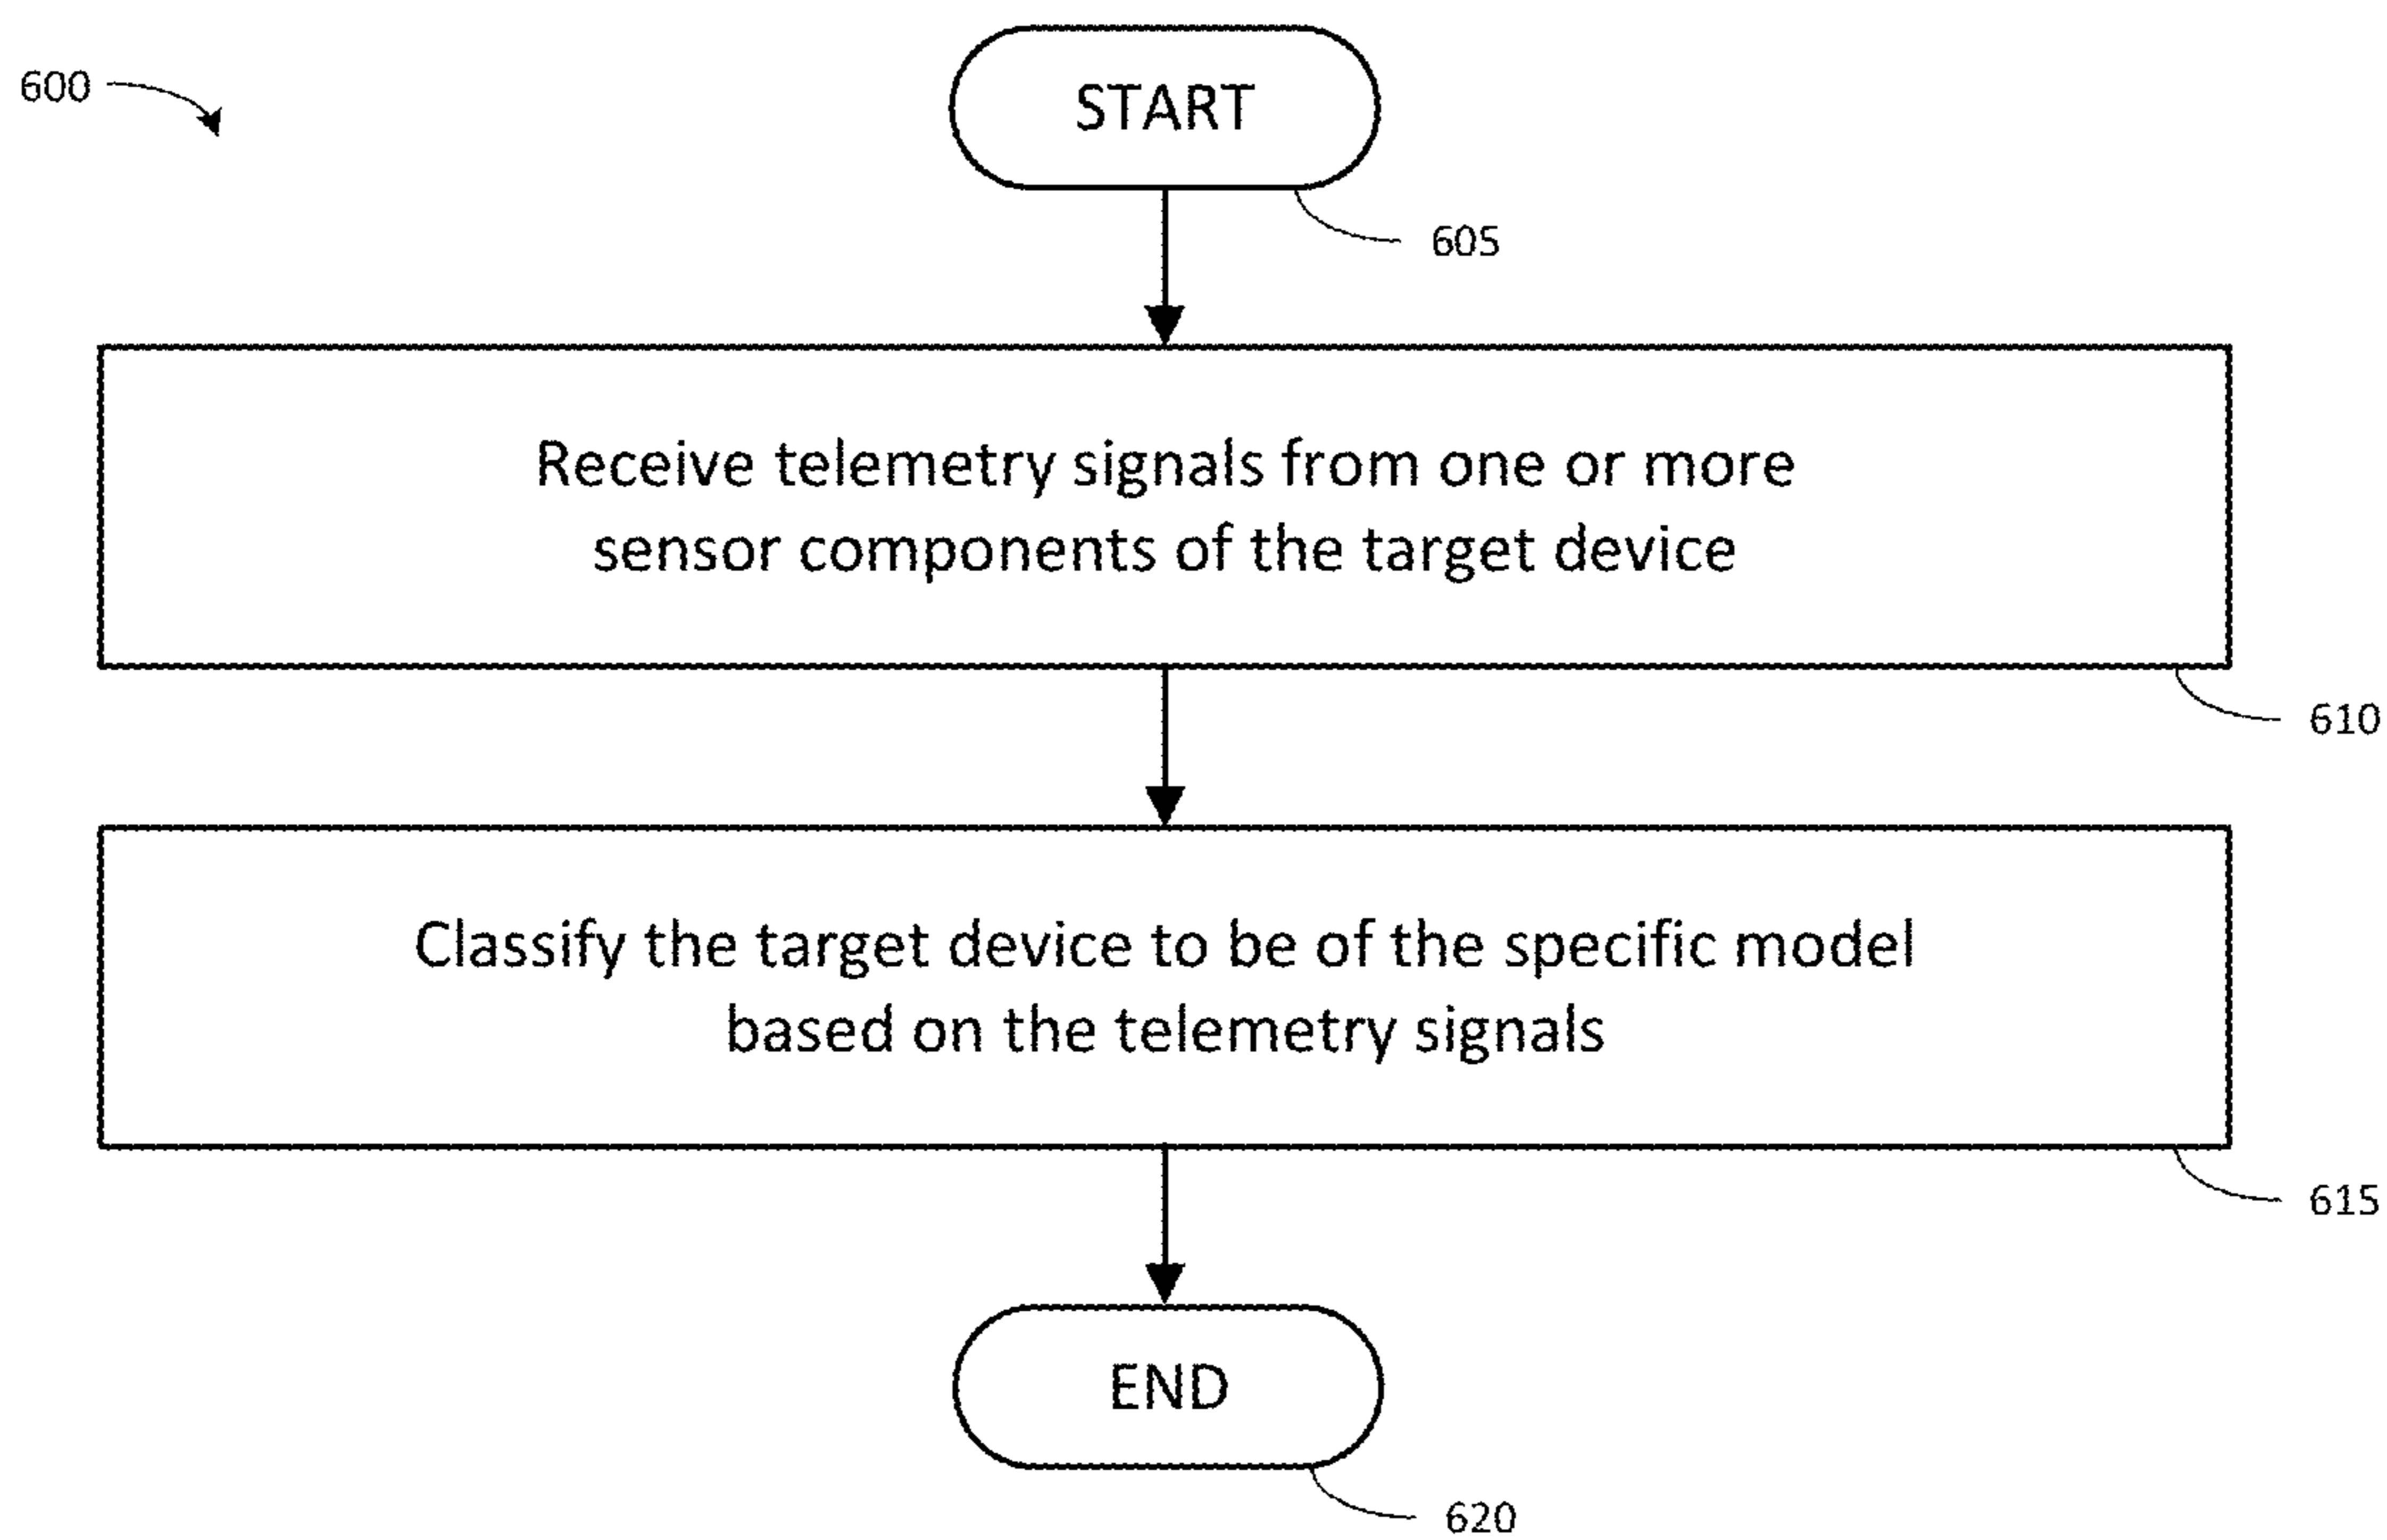 600
START
605
Receive telemetry signals from one or more
sensor components of the target device
610
Classify the target device to be of the specific model
based on the telemetry signals
615
END
620